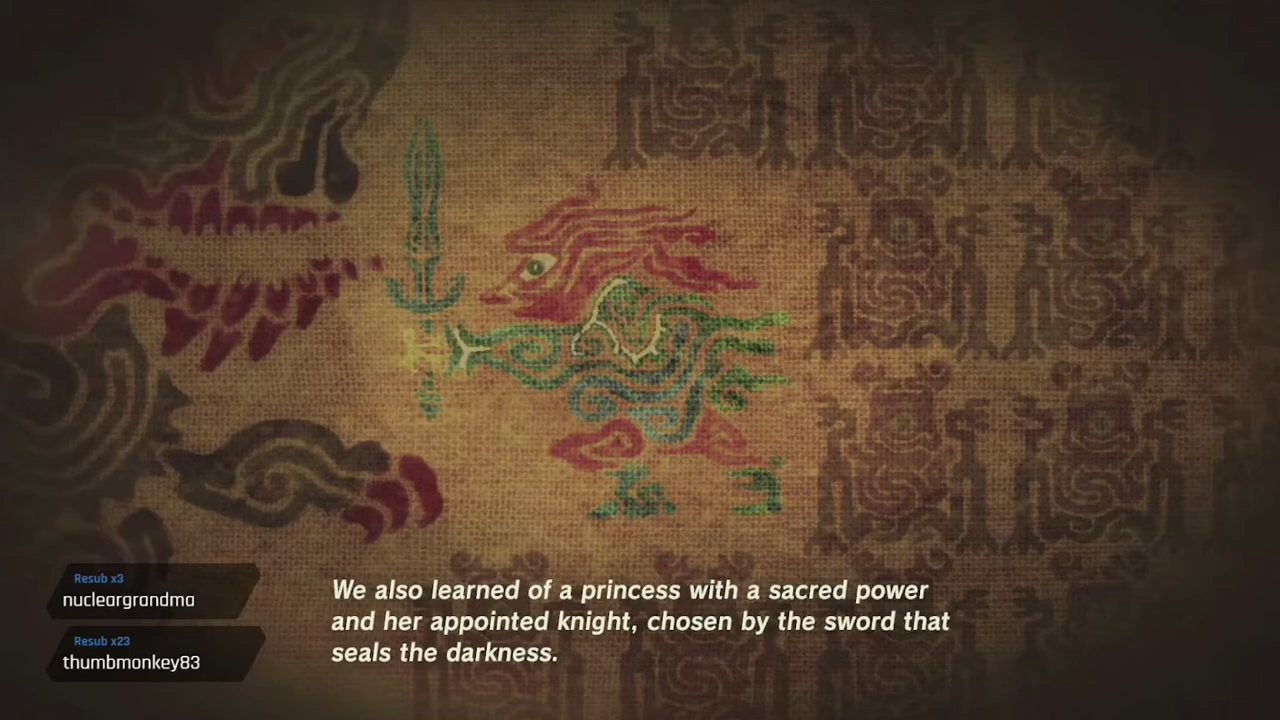 Resub x3
nucleargrandma
Resub x23
thumbmonkey83
We also learned of a princess with a sacred power
and her appointed knight, chosen by the sword that
seals the darkness.